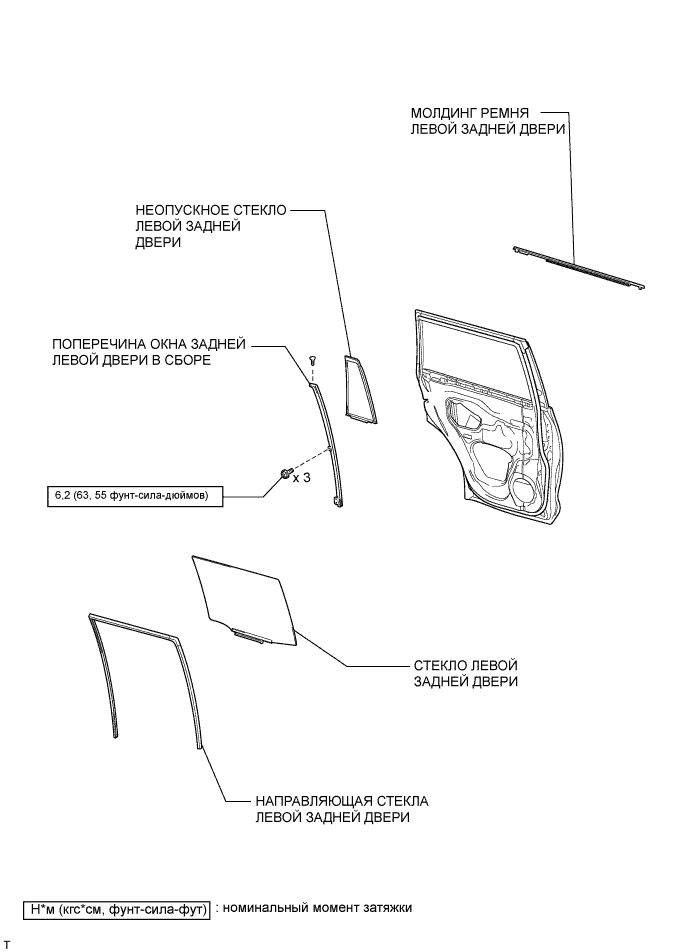 МОЛДИНГ РЕМНЯ
ЛЕВОЙ ЗАДНЕЙ ДВЕРИ
НЕОПУСКНОЕ СТЕКЛО
ЛЕВОЙ ЗАДНЕЙ
ДВЕРИ
ПОПЕРЕЧИНА ОКНА ЗАДНЕЙ
ЛЕВОЙ ДВЕРИ В СБОРЕ
x 3
6,2 (63, 55 фунт-сила-дюймов)
СТЕКЛО ЛЕВОЙ
ЗАДНЕЙ ДВЕРИ
НАПРАВЛЯЮЩАЯ СТЕКЛА
ЛЕВОЙ ЗАДНЕЙ ДВЕРИ
Н*м (кгс*см, фунт-сила-фут) : номинальный момент затяжки
T